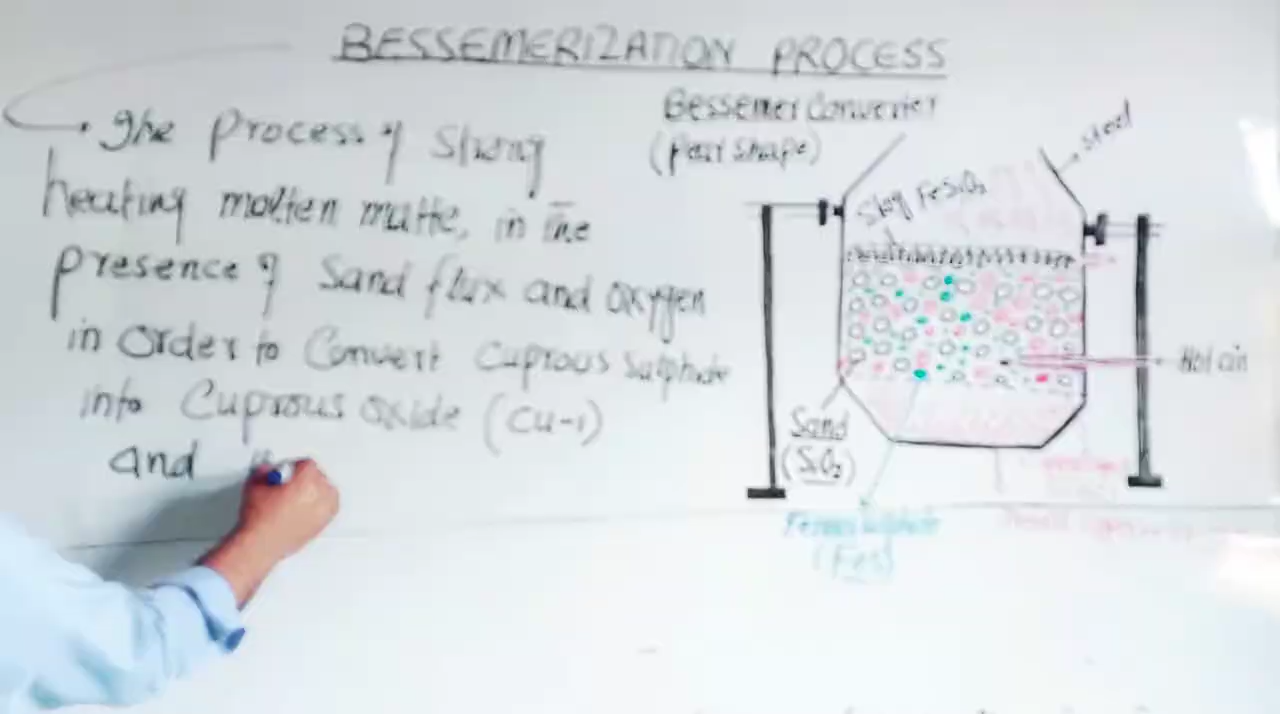 BESSEMERIZATION PROCESS
The process of strong
heating molten matte, in the
presence of sand flux and oxygen
in order to convert cuprous sulphide
into cuprous oxide (Cu-1)
and
Bessemer Converter
(Pear shape)
steel
Slag FeSiO₂
Hot air
Sand
(SiO₂)
Ferrous sulphide
(FeS)